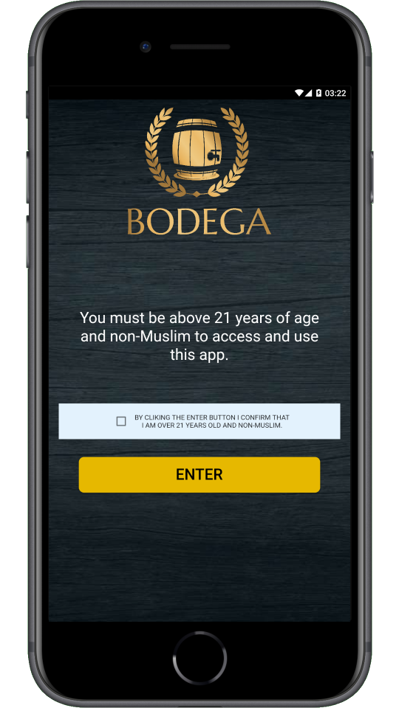 03:22
BODEGA
You must be above 21 years of age
and non-Muslim to access and use
this app.
BY CLIKING THE ENTER BUTTON I CONFIRM THAT
I AM OVER 21 YEARS OLD AND NON-MUSLIM.
ENTER